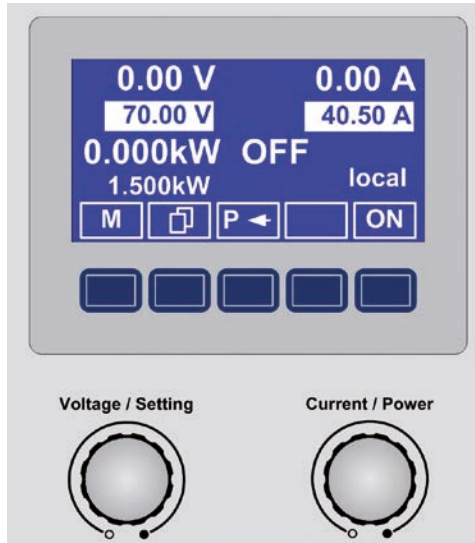 0.00 V 0.00 A
70.00 V 40.50 A
0.000kW OFF
1.500kW local
M P ON
Voltage / Setting Current / Power